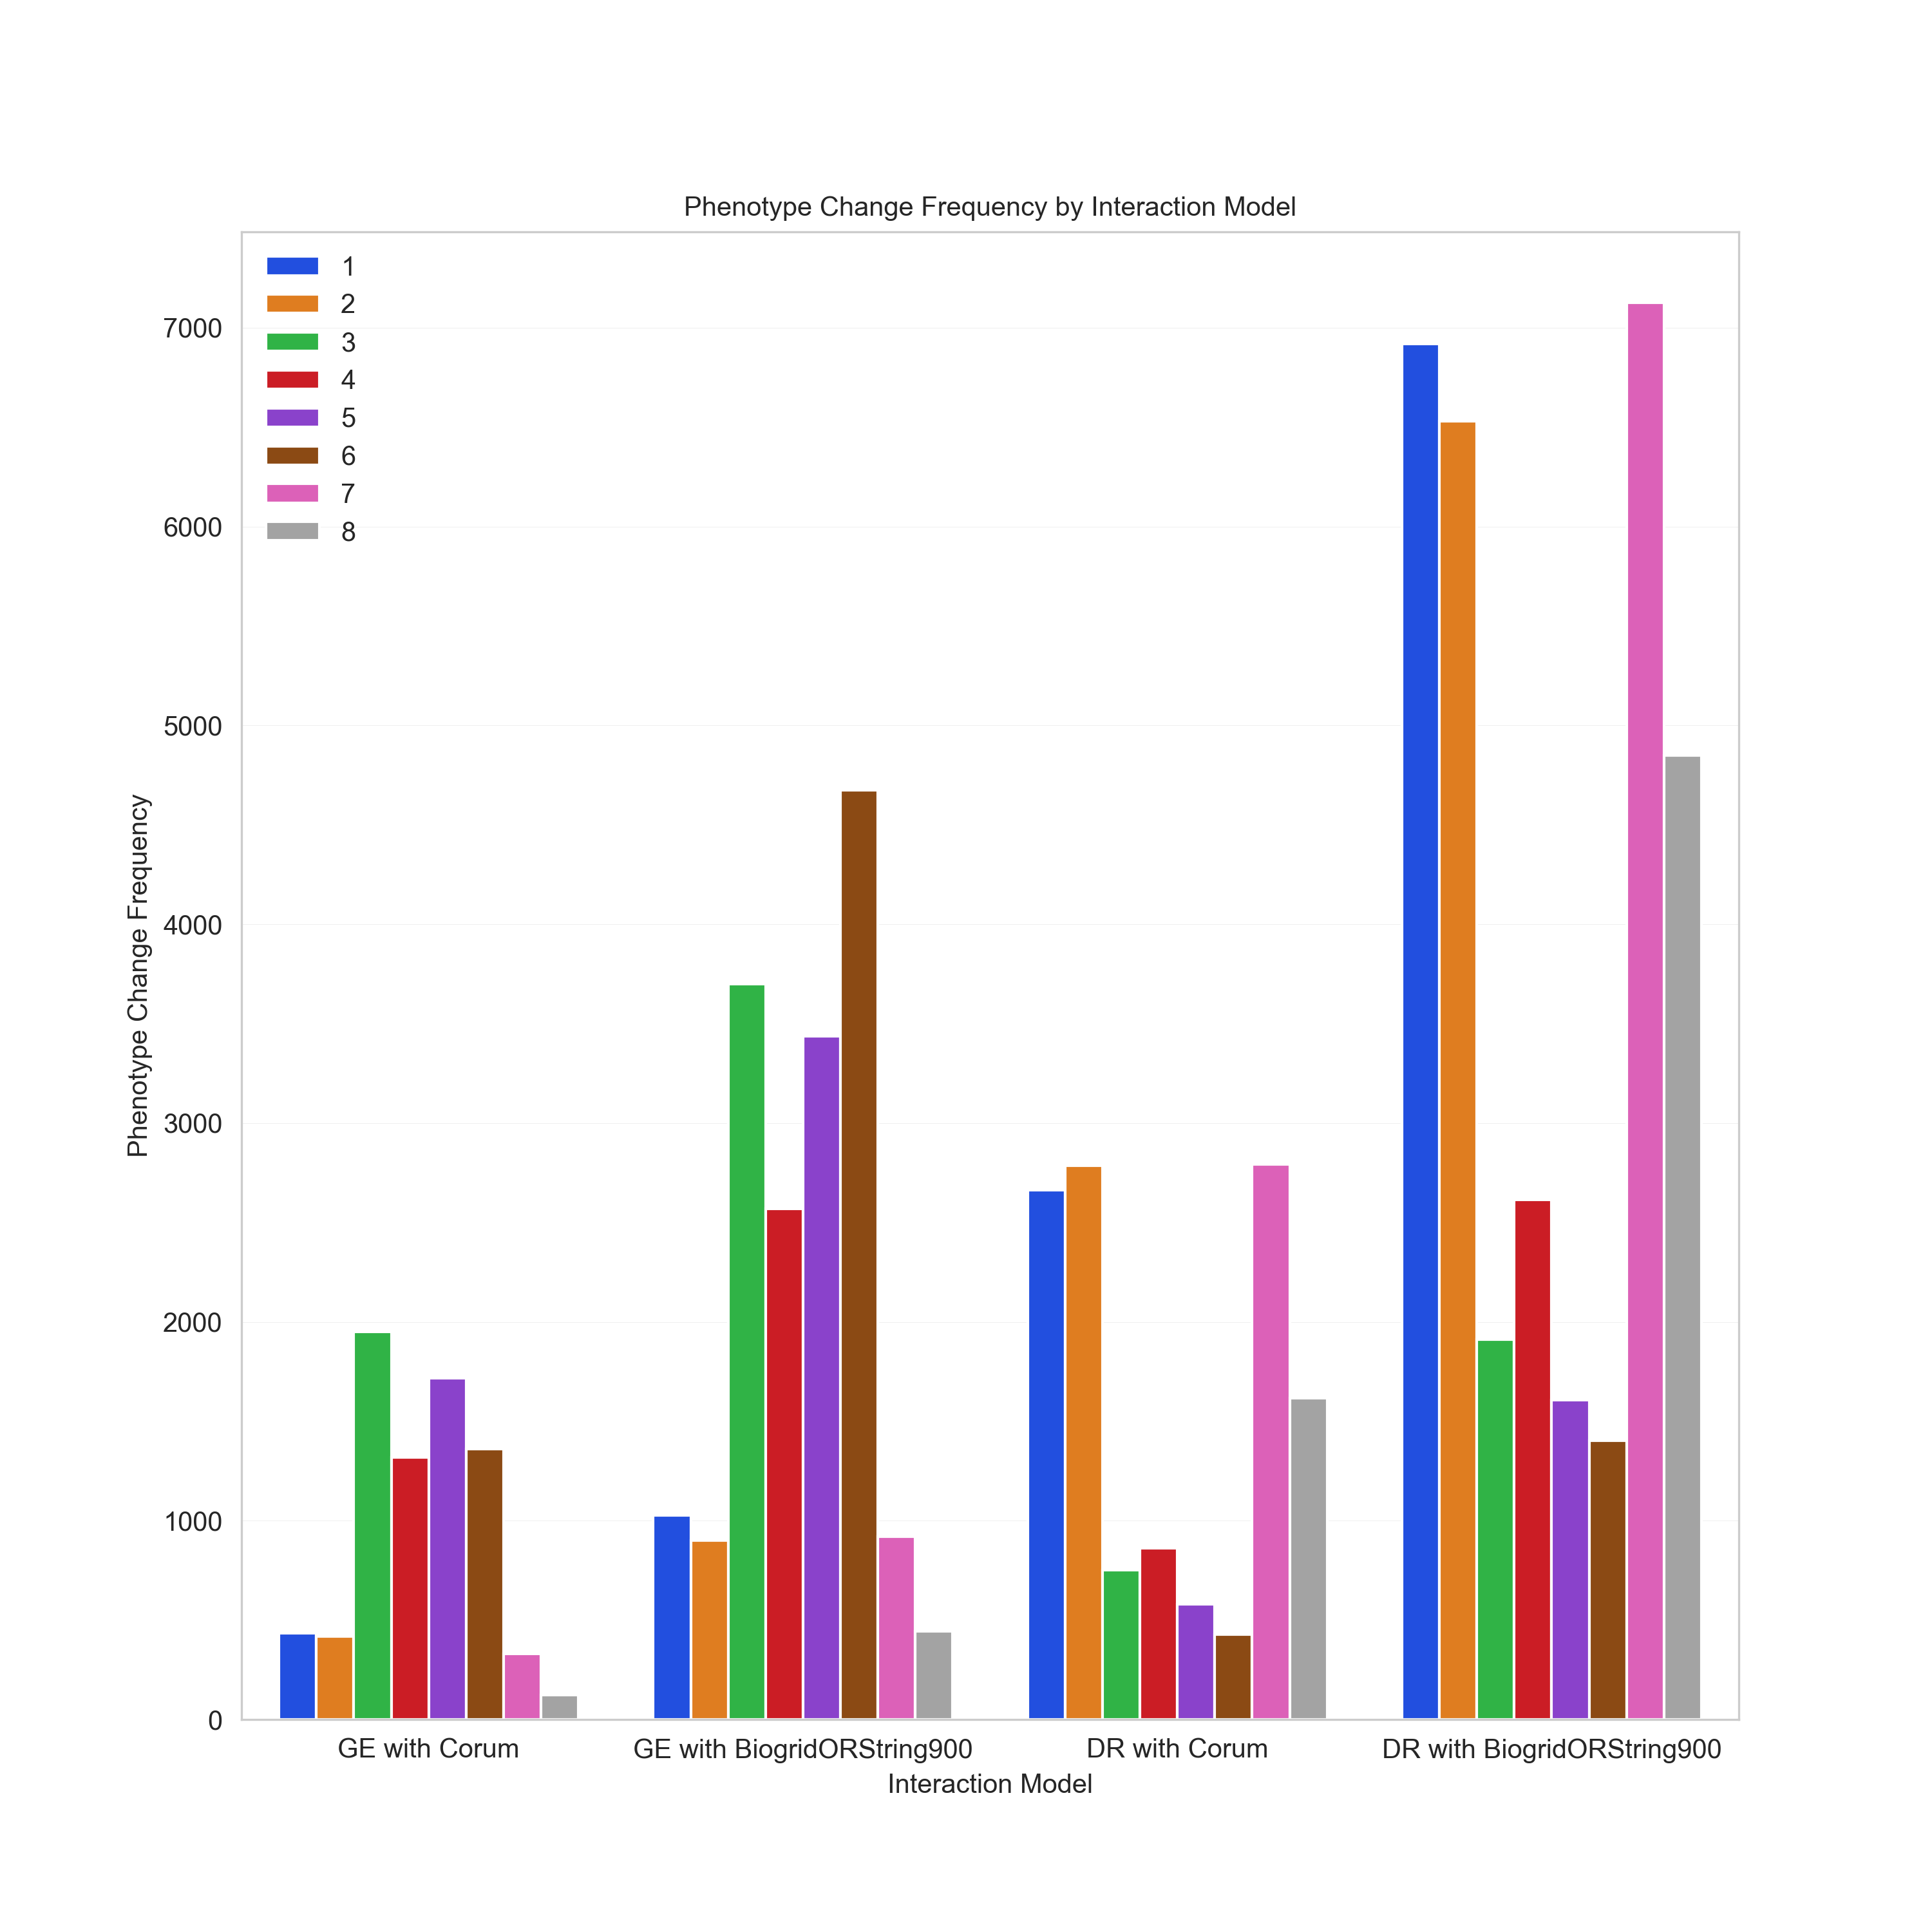 Phenotype Change Frequency by Interaction Model
1
2
3
4
5
6
7
8
7000
6000
5000
4000
3000
2000
1000
0
Phenotype Change Frequency
GE with Corum
GE with BiogridORString900
DR with Corum
DR with BiogridORString900
Interaction Model